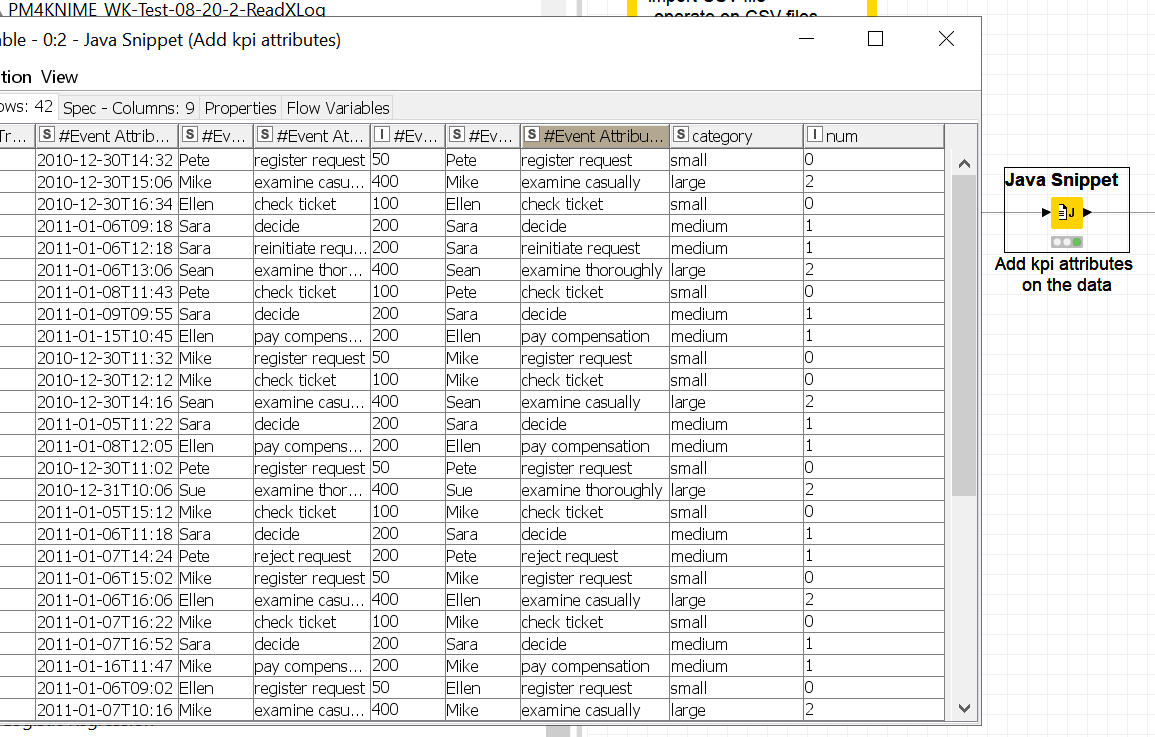 PM4KNIME_WK-Test-08-20-2-ReadXLog
import CSV file
operate on CSV files
able - 0:2 - Java Snippet (Add kpi attributes)
tion View
ows: 42 Spec - Columns: 9 Properties Flow Variables
Tr... S #Event Attrib... S #Ev... S #Event At... I #Ev... S #Ev... S #Event Attribu... S category I num
2010-12-30T14:32 Pete register request 50 Pete register request small 0
2010-12-30T15:06 Mike examine casu... 400 Mike examine casually large 2
2010-12-30T16:34 Ellen check ticket 100 Ellen check ticket small 0
2011-01-06T09:18 Sara decide 200 Sara decide medium 1
2011-01-06T12:18 Sara reinitiate requ... 200 Sara reinitiate request medium 1
2011-01-06T13:06 Sean examine thor... 400 Sean examine thoroughly large 2
2011-01-08T11:43 Pete check ticket 100 Pete check ticket small 0
2011-01-09T09:55 Sara decide 200 Sara decide medium 1
2011-01-15T10:45 Ellen pay compens... 200 Ellen pay compensation medium 1
2010-12-30T11:32 Mike register request 50 Mike register request small 0
2010-12-30T12:12 Mike check ticket 100 Mike check ticket small 0
2010-12-30T14:16 Sean examine casu... 400 Sean examine casually large 2
2011-01-05T11:22 Sara decide 200 Sara decide medium 1
2011-01-08T12:05 Ellen pay compens... 200 Ellen pay compensation medium 1
2010-12-30T11:02 Pete register request 50 Pete register request small 0
2010-12-31T10:06 Sue examine thor... 400 Sue examine thoroughly large 2
2011-01-05T15:12 Mike check ticket 100 Mike check ticket small 0
2011-01-06T11:18 Sara decide 200 Sara decide medium 1
2011-01-07T14:24 Pete reject request 200 Pete reject request medium 1
2011-01-06T15:02 Mike register request 50 Mike register request small 0
2011-01-06T16:06 Ellen examine casu... 400 Ellen examine casually large 2
2011-01-07T16:22 Mike check ticket 100 Mike check ticket small 0
2011-01-07T16:52 Sara decide 200 Sara decide medium 1
2011-01-16T11:47 Mike pay compens... 200 Mike pay compensation medium 1
2011-01-06T09:02 Ellen register request 50 Ellen register request small 0
2011-01-07T10:16 Mike examine casu... 400 Mike examine casually large 2
Java Snippet
J
Add kpi attributes
on the data